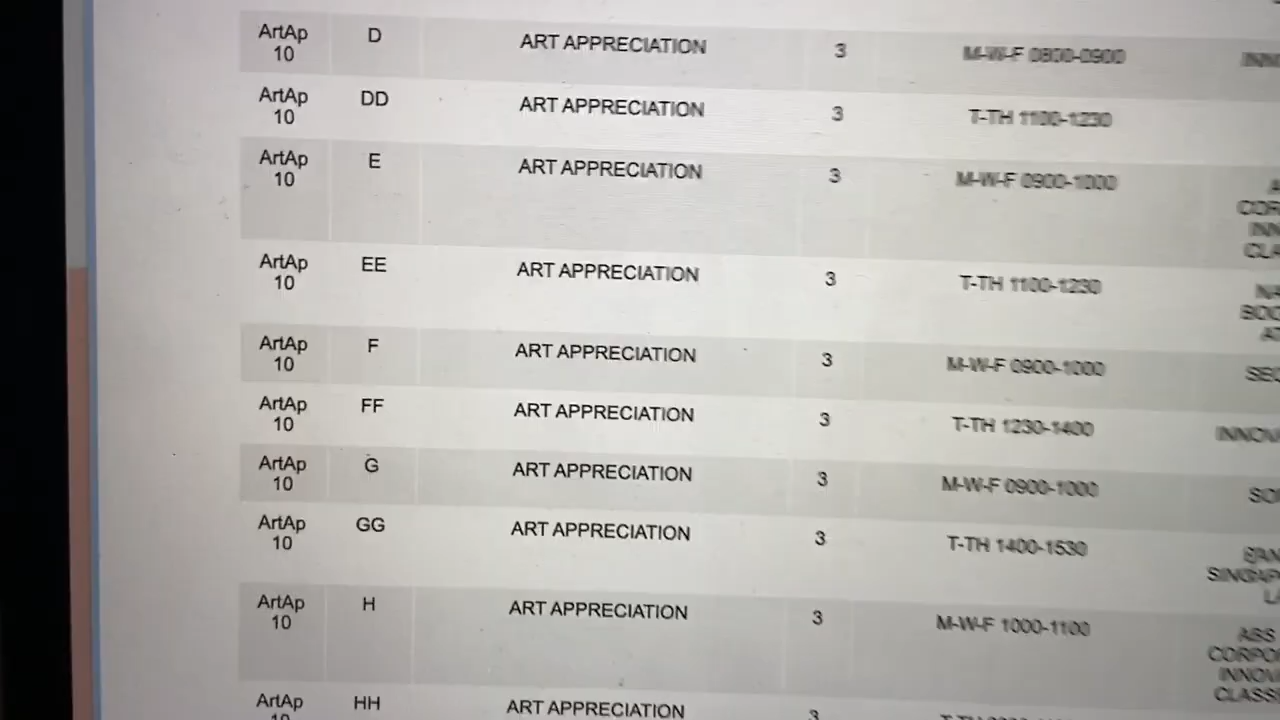 ArtAp 10 D ART APPRECIATION 3 M-W-F 0800-0900
ArtAp 10 DD ART APPRECIATION 3 T-TH 1100-1230
ArtAp 10 E ART APPRECIATION 3 M-W-F 0900-1000
ArtAp 10 EE ART APPRECIATION 3 T-TH 1100-1230
ArtAp 10 F ART APPRECIATION 3 M-W-F 0900-1000
ArtAp 10 FF ART APPRECIATION 3 T-TH 1230-1400
ArtAp 10 G ART APPRECIATION 3 M-W-F 0900-1000
ArtAp 10 GG ART APPRECIATION 3 T-TH 1400-1530
ArtAp 10 H ART APPRECIATION 3 M-W-F 1000-1100
ArtAp 10 HH ART APPRECIATION 3